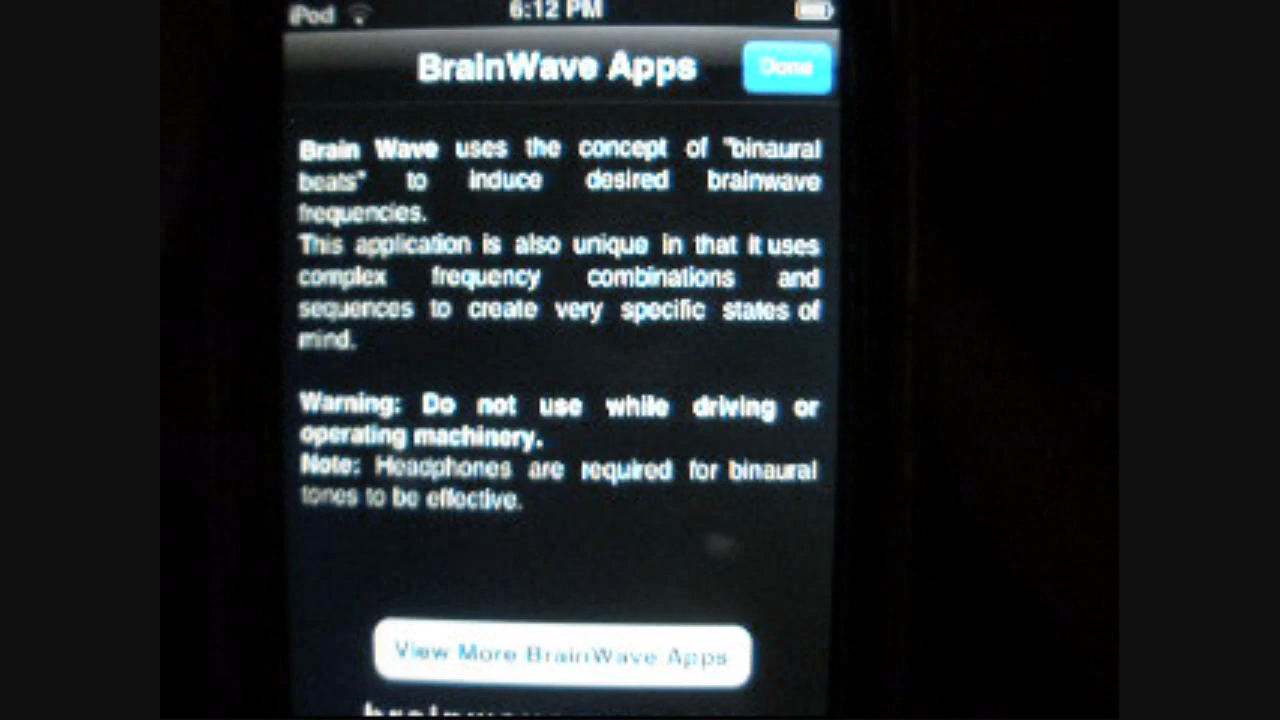 iPod 6:12 PM
BrainWave Apps Done
Brain Wave uses the concept of "binaural
beats" to induce desired brainwave
frequencies.
This application is also unique in that it uses
complex frequency combinations and
sequences to create very specific states of
mind.
Warning: Do not use while driving or
operating machinery.
Note: Headphones are required for binaural
tones to be effective.
View More BrainWave Apps